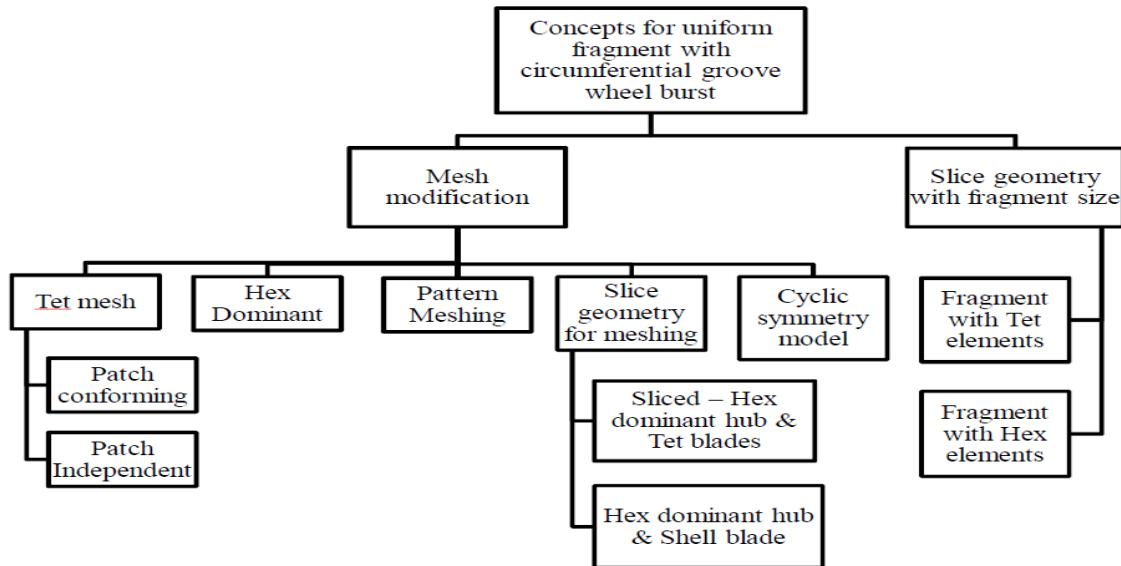 Concepts for uniform
fragment with
circumferential groove
wheel burst
Mesh
modification
Slice geometry
with fragment size
Tet mesh
Hex
Dominant
Pattern
Meshing
Slice
geometry
for meshing
Cyclic
symmetry
model
Fragment
with Tet
elements
Patch
conforming
Sliced – Hex
dominant hub &
Tet blades
Fragment
with Hex
elements
Patch
Independent
Hex dominant hub
& Shell blade